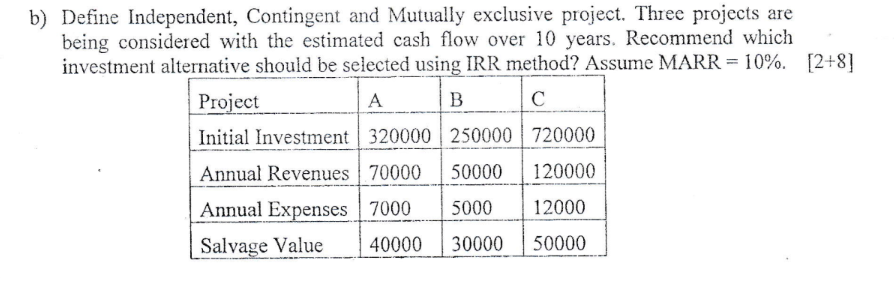 b) Define Independent, Contingent and Mutually exclusive project. Three projects are
being considered with the estimated cash flow over 10 years. Recommend which
investment alternative should be selected using IRR method? Assume MARR = 10%. [2+8]
Project A B C
Initial Investment 320000 250000 720000
Annual Revenues 70000 50000 120000
Annual Expenses 7000 5000 12000
Salvage Value 40000 30000 50000